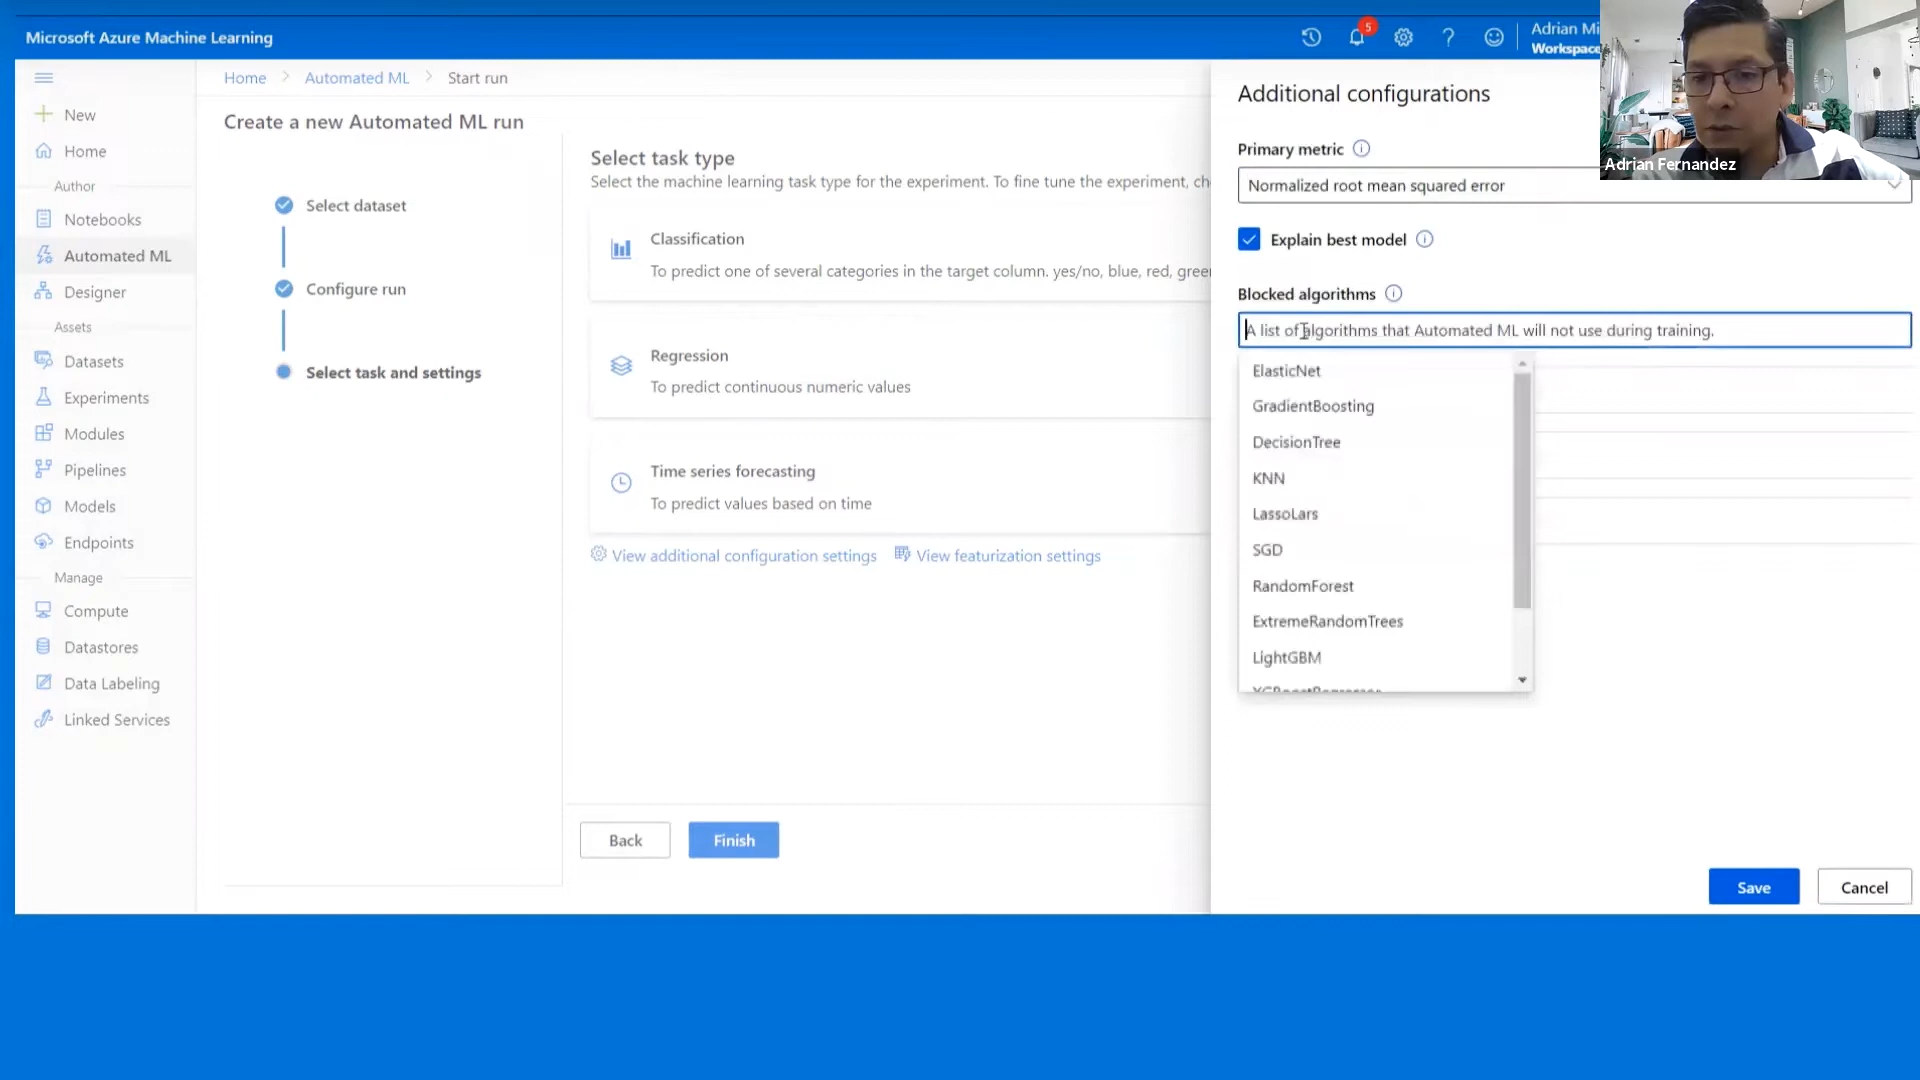 Microsoft Azure Machine Learning
5
Adrian Mi
Workspace
Adrian Fernandez
New
Home
Author
Notebooks
Automated ML
Designer
Assets
Datasets
Experiments
Modules
Pipelines
Models
Endpoints
Manage
Compute
Datastores
Data Labeling
Linked Services
Home > Automated ML > Start run
Create a new Automated ML run
Select dataset
Configure run
Select task and settings
Select task type
Select the machine learning task type for the experiment. To fine tune the experiment, ch
Classification
To predict one of several categories in the target column. yes/no, blue, red, green
Regression
To predict continuous numeric values
Time series forecasting
To predict values based on time
View additional configuration settings
View featurization settings
Back
Finish
Additional configurations
Primary metric
Normalized root mean squared error
Explain best model
Blocked algorithms
A list of algorithms that Automated ML will not use during training.
ElasticNet
GradientBoosting
DecisionTree
KNN
LassoLars
SGD
RandomForest
ExtremeRandomTrees
LightGBM
XGBoostRegressor
Save
Cancel